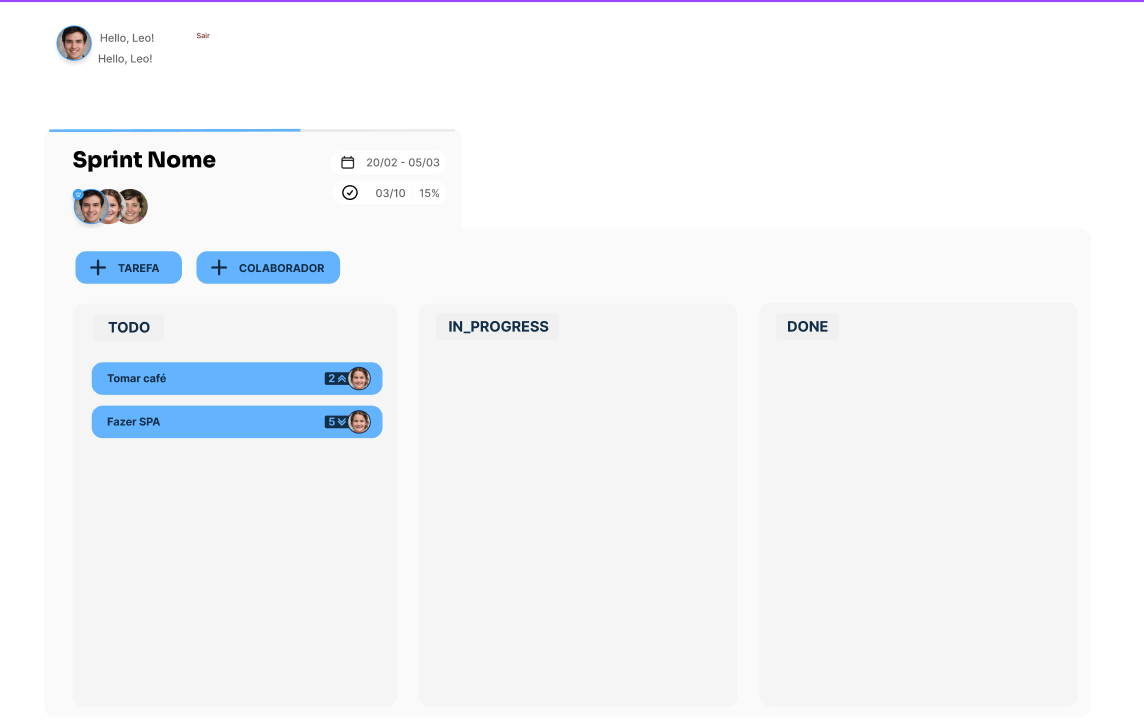 Hello, Leo!
Sair
Hello, Leo!
Sprint Nome
20/02 - 05/03
03/10 15%
TAREFA
COLABORADOR
TODO
IN_PROGRESS
DONE
Tomar café
2
Fazer SPA
5